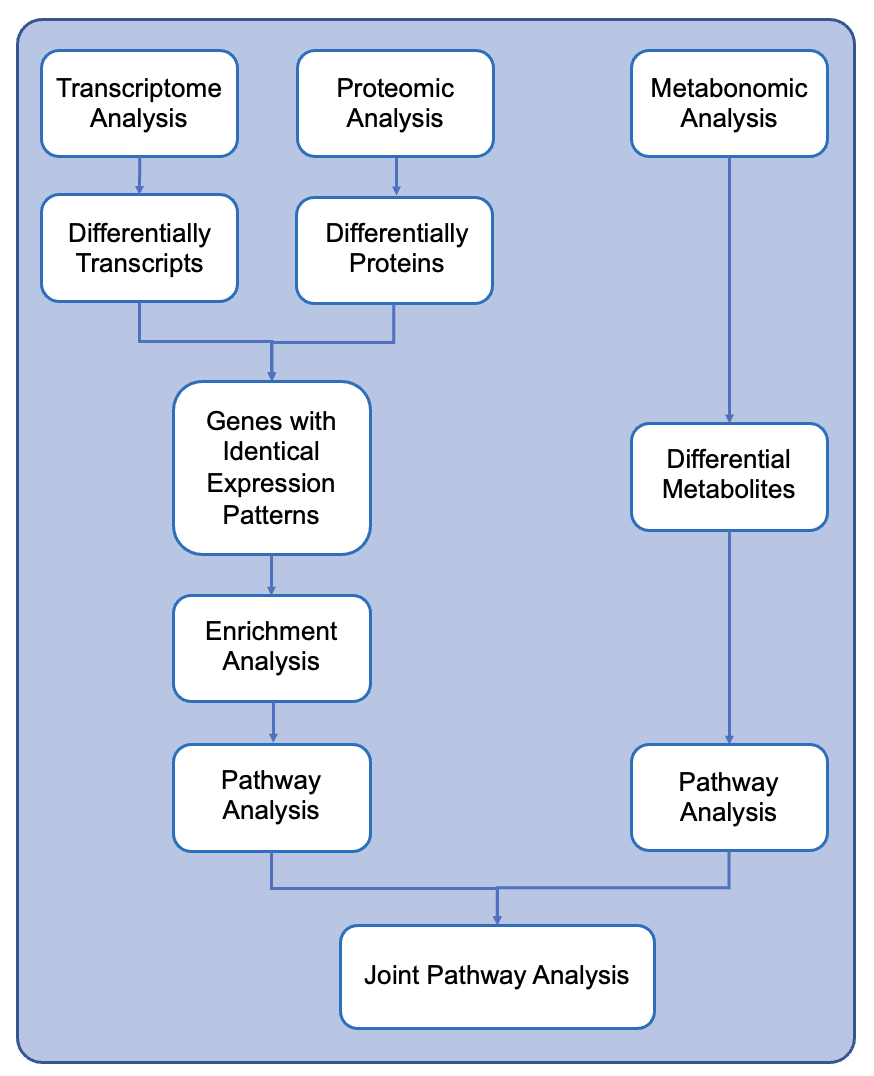 Transcriptome
Analysis
Proteomic
Analysis
Metabonomic
Analysis
Differentially
Transcripts
Differentially
Proteins
Genes with
Identical
Expression
Patterns
Differential
Metabolites
Enrichment
Analysis
Pathway
Analysis
Pathway
Analysis
Joint Pathway Analysis